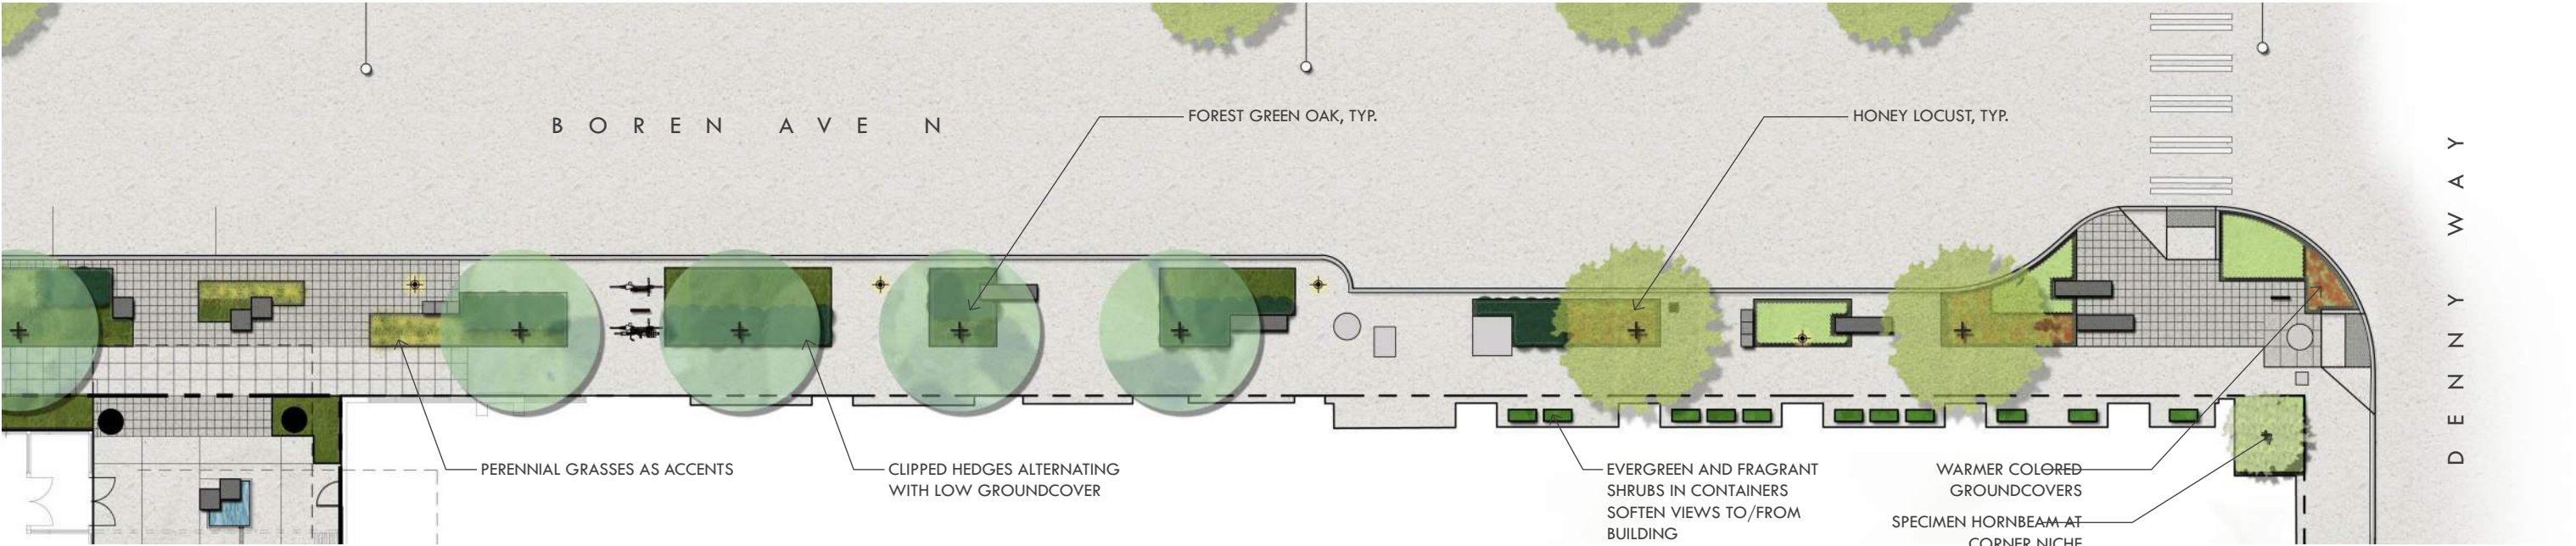 BOREN AVE N
FOREST GREEN OAK, TYP.
HONEY LOCUST, TYP.
DENNY WAY
PERENNIAL GRASSES AS ACCENTS
CLIPPED HEDGES ALTERNATING
WITH LOW GROUNDCOVER
EVERGREEN AND FRAGRANT
SHRUBS IN CONTAINERS
SOFTEN VIEWS TO/FROM
BUILDING
WARMER COLORED
GROUNDCOVERS
SPECIMEN HORNBEAM AT
CORNER NICHE